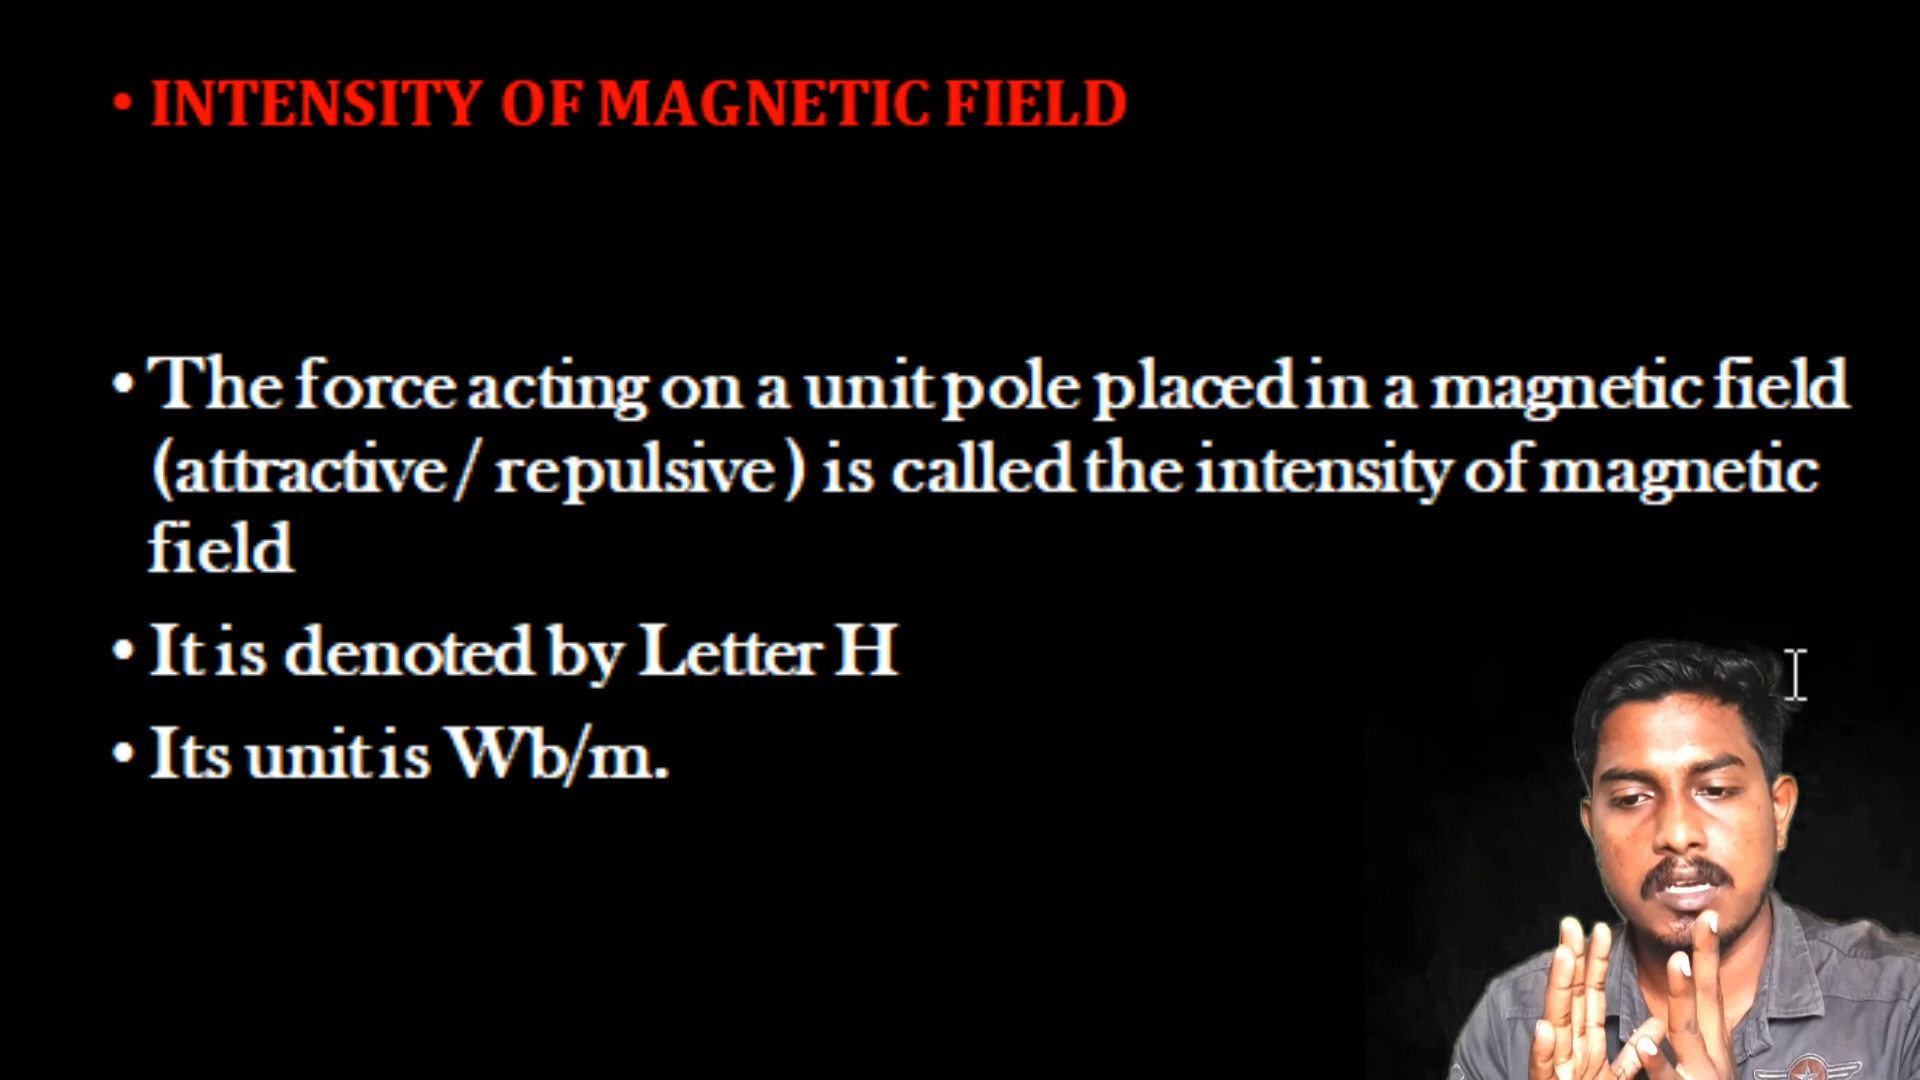 • INTENSITY OF MAGNETIC FIELD
• The force acting on a unit pole placed in a magnetic field
(attractive / repulsive ) is called the intensity of magnetic
field
• It is denoted by Letter H
• Its unit is Wb/m.